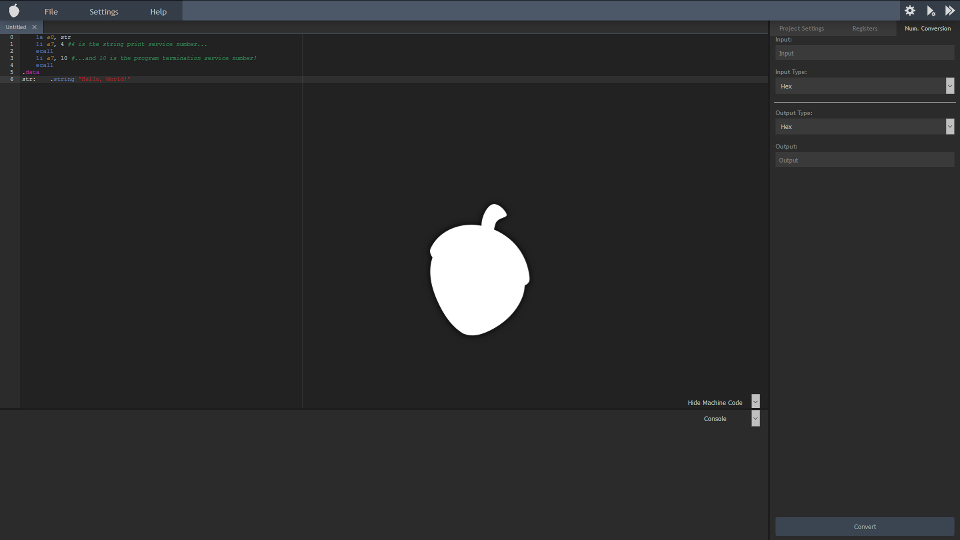 File Settings Help
Untitled
Project Settings Registers Num. Conversion
0 la a0, str
1 li a7, 4 #4 is the string print service number...
2 ecall
3 li a7, 10 #...and 10 is the program termination service number!
4 ecall
5 .data
6 str: .string "Hello, World!"
Input:
Input
Input Type:
Hex
Output Type:
Hex
Output:
Output
Hide Machine Code
Console
Convert